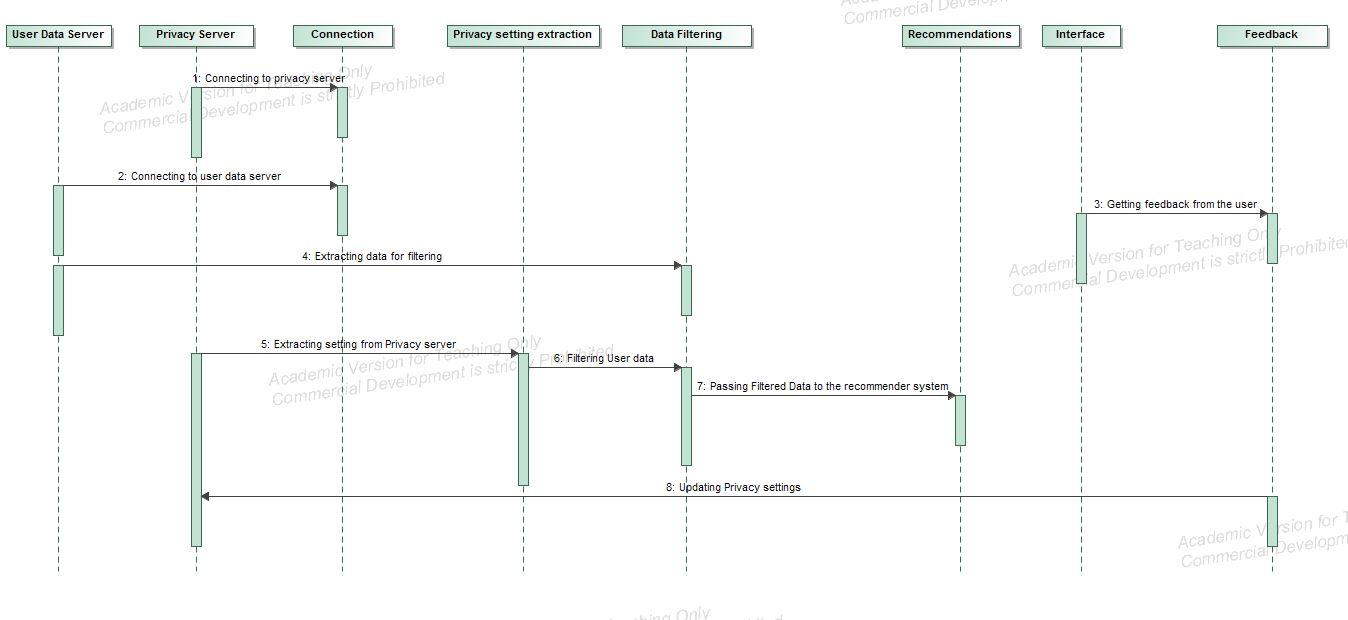 Commercial Develop
User Data Server
Privacy Server
Connection
Privacy setting extraction
Data Filtering
Recommendations
Interface
Feedback
1: Connecting to privacy server
Academic Version for Teaching Only
Commercial Development is strictly Prohibited
2: Connecting to user data server
3: Getting feedback from the user
Academic Version for Teaching Only
Commercial Development is strictly Prohibited
4: Extracting data for filtering
5: Extracting setting from Privacy server
6: Filtering User data
Academic Version for Teaching Only
Commercial Development is strictly Prohibited
7: Passing Filtered Data to the recommender system
8: Updating Privacy settings
Academic Version for T
Commercial Developm
ching Only